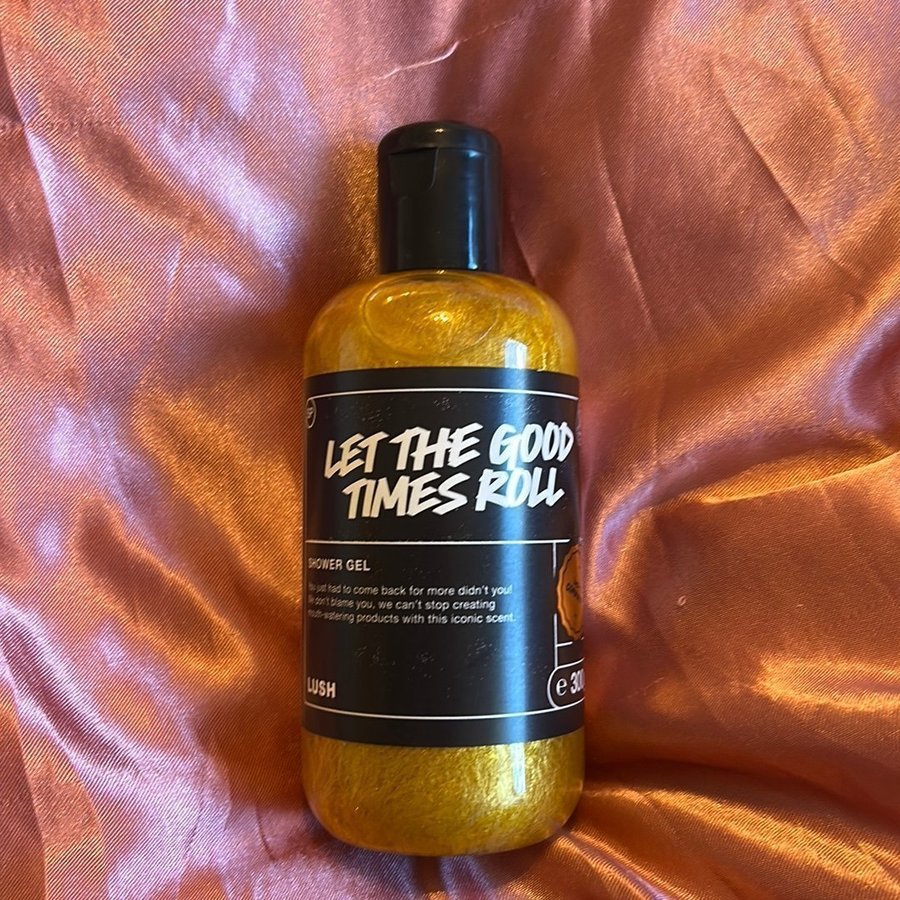 LET THE GOOD
TIMES ROLL
SHOWER GEL
You just had to come back for more didn't you!
We don't blame you, we can't stop creating
mouth-watering products with this iconic scent.
LUSH
e 300